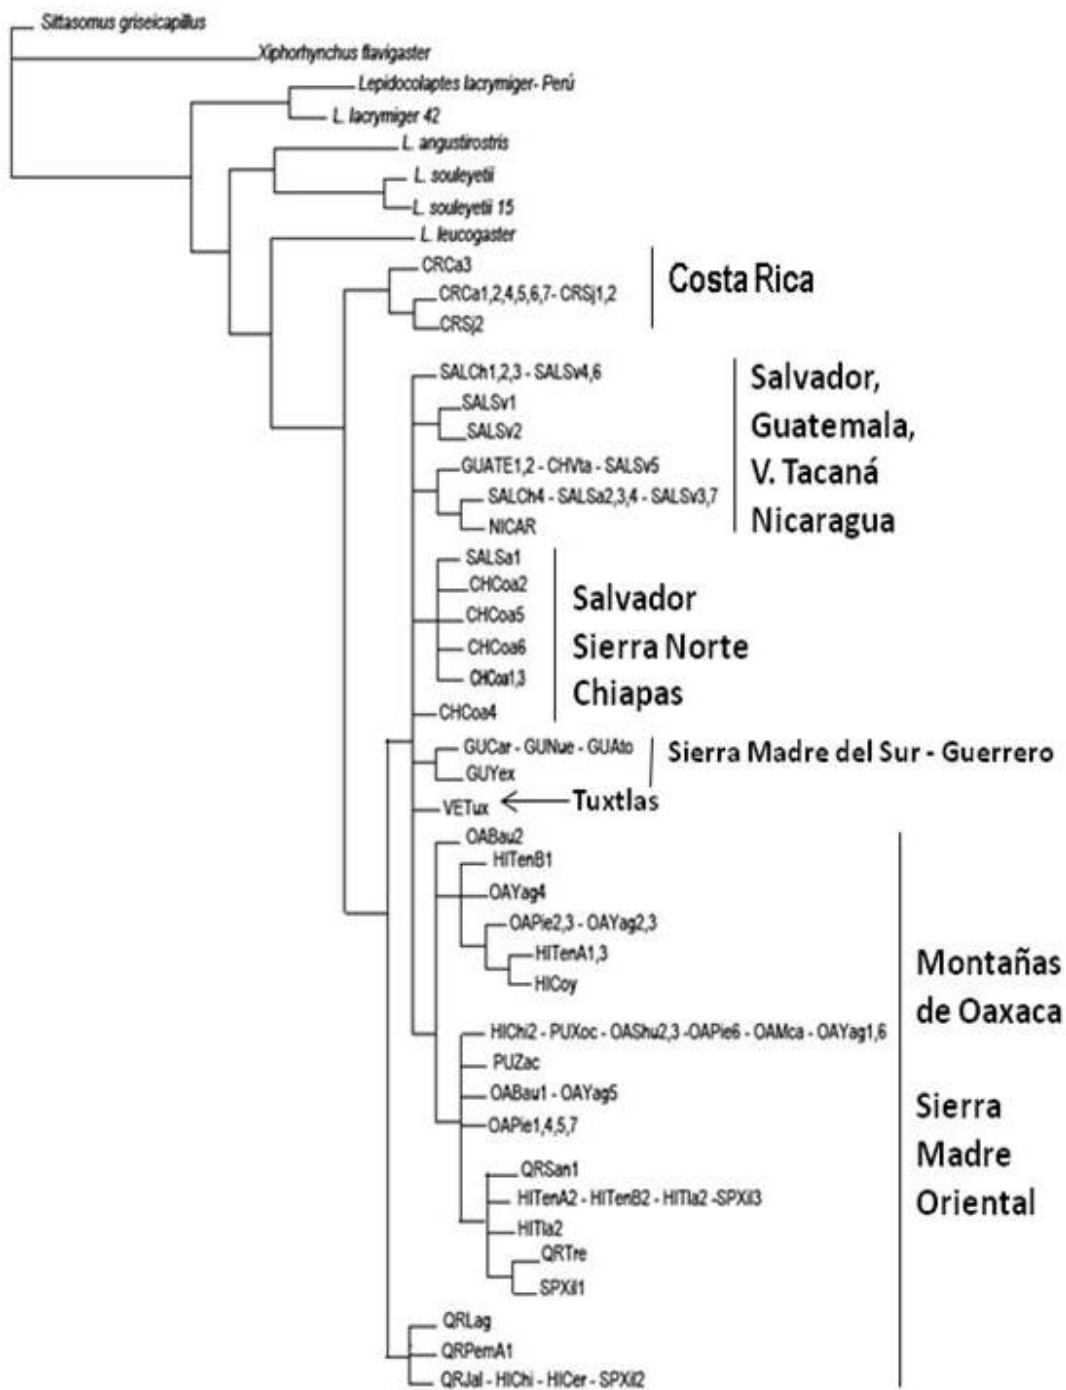 Sittasomus griseicapillus
Xiphorhynchus flavigaster
Lepidocolaptes lacrymiger- Perú
L. lacrymiger 42
L. angustirostris
L. souleyetii
L. souleyetii 15
L. leucogaster
CRCa3
CRCa1,2,4,5,6,7- CRSj1,2
CRSj2
Costa Rica
SALCh1,2,3 - SALSv4,6
SALSv1
SALSv2
GUATE1,2 - CHVta - SALSv5
SALCh4 - SALSa2,3,4 - SALSv3,7
NICAR
Salvador,
Guatemala,
V. Tacaná
Nicaragua
SALSa1
CHCoa2
CHCoa5
CHCoa6
CHCoa1,3
CHCoa4
Salvador
Sierra Norte
Chiapas
GUCar - GUNue - GUAto
GUYex
Sierra Madre del Sur - Guerrero
VETux
Tuxtlas
OABau2
HITenB1
OAYag4
OAPie2,3 - OAYag2,3
HITenA1,3
HICoy
HIChi2 - PUXoc - OAShu2,3 -OAPie6 - OAMca - OAYag1,6
PUZac
OABau1 - OAYag5
OAPie1,4,5,7
QRSan1
HITenA2 - HITenB2 - HITla2 -SPXil3
HITla2
QRTre
SPXil1
QRLag
QRPemA1
QRJal - HIChi - HICer - SPXil2
Montañas
de Oaxaca
Sierra
Madre
Oriental